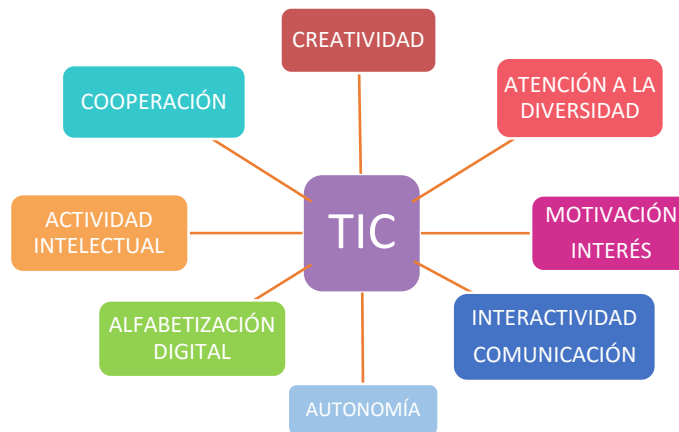 CREATIVIDAD
ATENCIÓN A LA
DIVERSIDAD
COOPERACIÓN
MOTIVACIÓN
INTERÉS
ACTIVIDAD
INTELECTUAL
TIC
INTERACTIVIDAD
COMUNICACIÓN
ALFABETIZACIÓN
DIGITAL
AUTONOMÍA